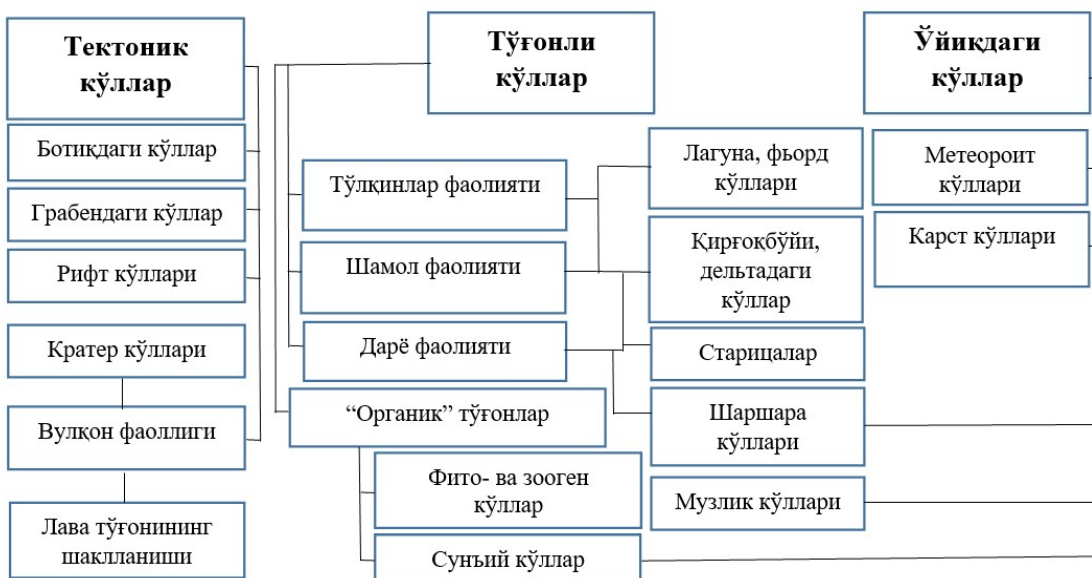 Тектоник
кўллар
Ботиқдаги кўллар
Грабендаги кўллар
Рифт кўллари
Кратер кўллари
Вулқон фаоллиги
Лава тўғонининг
шаклланиши
Тўғонли
кўллар
Тўлқинлар фаолияти
Шамол фаолияти
Дарё фаолияти
“Органик” тўғонлар
Фито- ва зооген
кўллар
Сунъий кўллар
Лагуна, фьорд
кўллари
Қирғоқбўйи,
дельтадаги
кўллар
Старицалар
Шаршара
кўллари
Музлик кўллари
Ўйиқдаги
кўллар
Метероит
кўллари
Карст кўллари